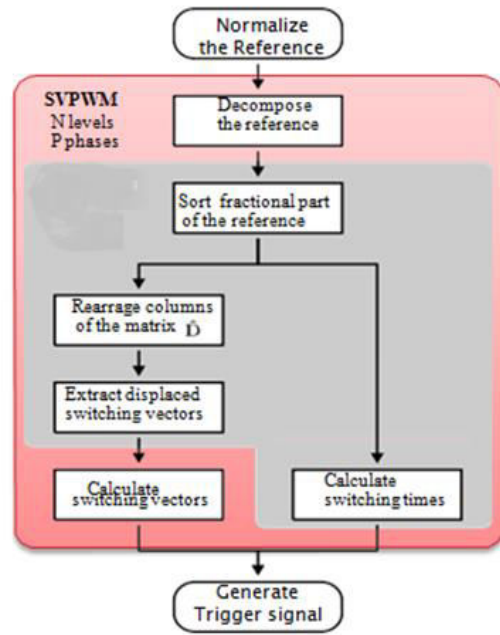 Normalize
the Reference
SVPWM
N levels
P phases
Decompose
the reference
Sort fractional part
of the reference
Rearrage columns
of the matrix D̂
Extract displaced
switching vectors
Calculate
switching vectors
Calculate
switching times
Generate
Trigger signal